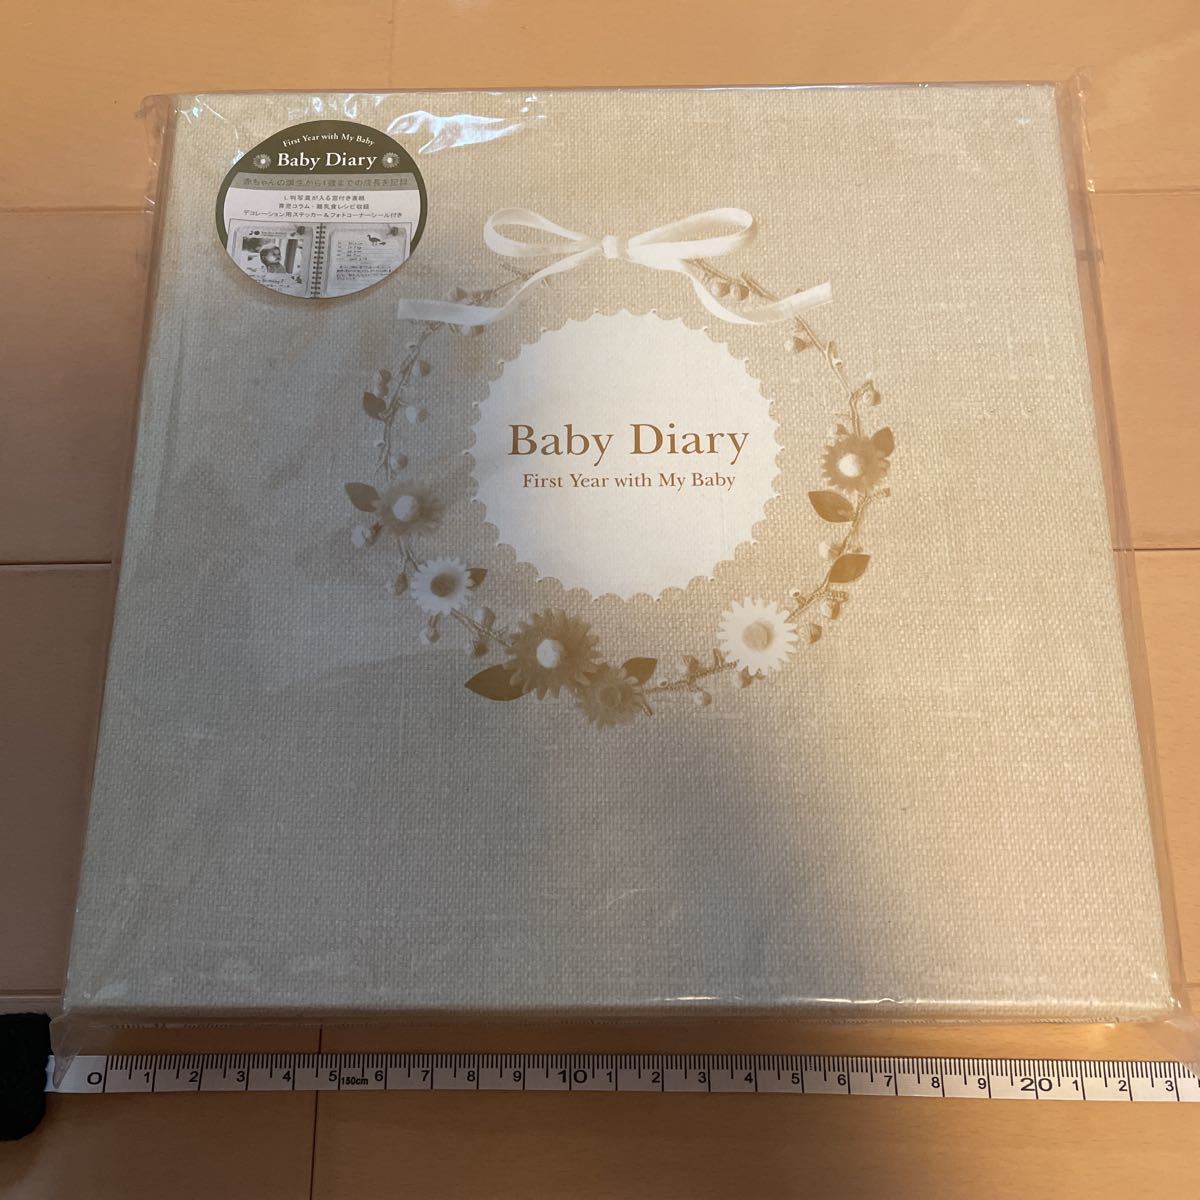 First Year with My Baby
Baby Diary
赤ちゃんの誕生から1歳までの成長を記録
L判写真が入る窓付き表紙
育児コラム・離乳食レシピ収録
デコレーション用ステッカー＆フォトコーナーシール付き
Baby Diary
First Year with My Baby
0 1 2 3 4 5 150cm 6 7 8 9 10 1 2 3 4 5 6 7 8 9 20 1 2 3